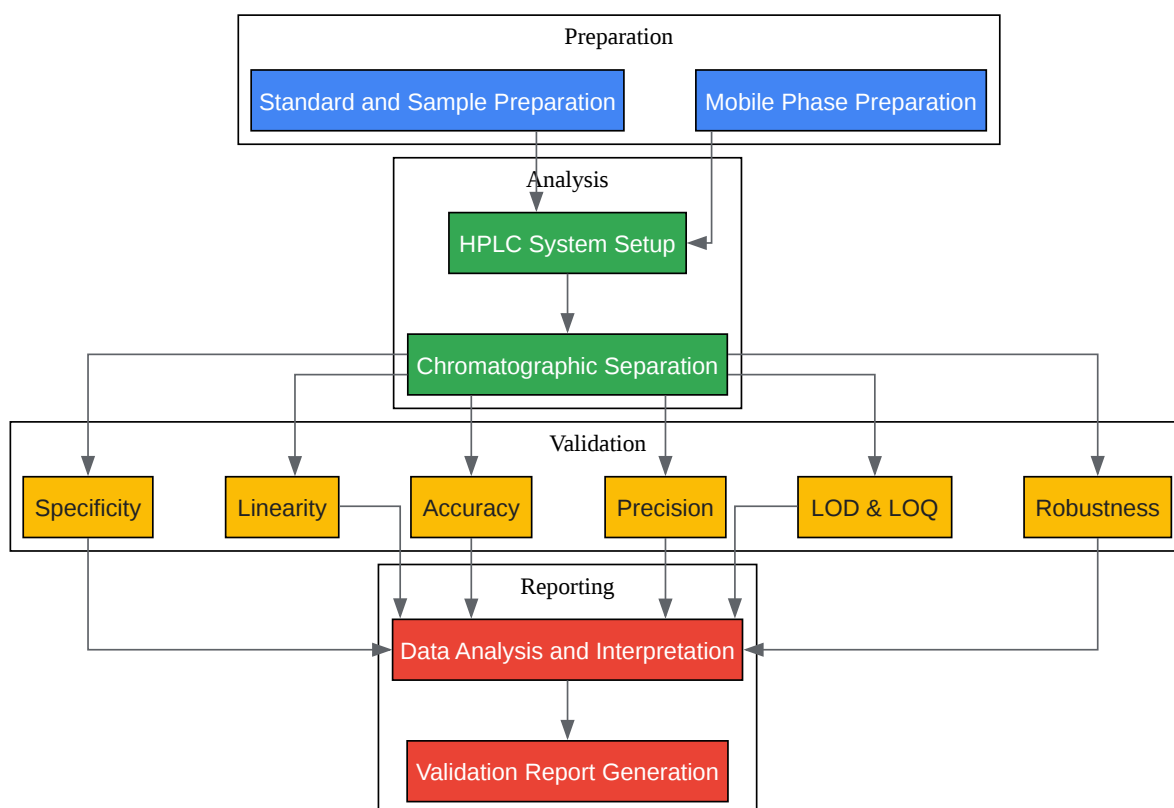 Preparation
Standard and Sample Preparation
Mobile Phase Preparation
Analysis
HPLC System Setup
Chromatographic Separation
Validation
Specificity
Linearity
Accuracy
Precision
LOD & LOQ
Robustness
Reporting
Data Analysis and Interpretation
Validation Report Generation